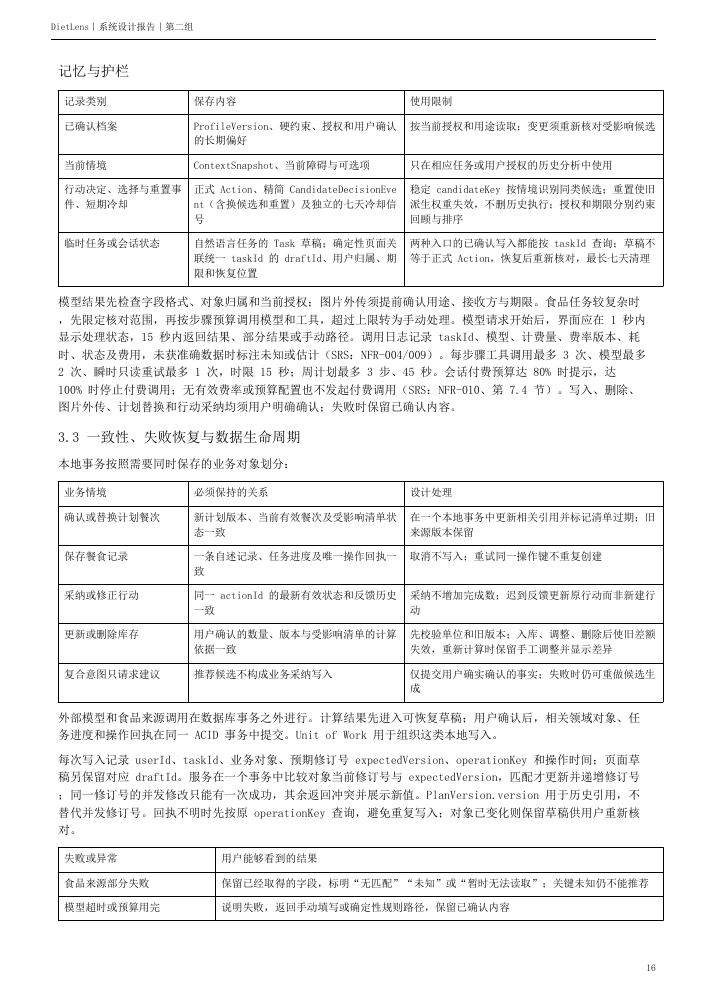 DietLens｜系统设计报告｜第二组
记忆与护栏
记录类别 保存内容 使用限制
已确认档案 ProfileVersion、硬约束、授权和用户确认 按当前授权和用途读取；变更须重新核对受影响候选
的长期偏好
当前情境 ContextSnapshot、当前障碍与可选项 只在相应任务或用户授权的历史分析中使用
行动决定、选择与重置事 正式 Action、精简 CandidateDecisionEve 稳定 candidateKey 按情境识别同类候选；重置使旧
件、短期冷却 nt（含换候选和重置）及独立的七天冷却信 派生权重失效，不删历史执行；授权和期限分别约束
号 回顾与排序
临时任务或会话状态 自然语言任务的 Task 草稿；确定性页面关 两种入口的已确认写入都能按 taskId 查询；草稿不
联统一 taskId 的 draftId、用户归属、期 等于正式 Action，恢复后重新核对，最长七天清理
限和恢复位置
模型结果先检查字段格式、对象归属和当前授权；图片外传须提前确认用途、接收方与期限。食品任务较复杂时
，先限定核对范围，再按步骤预算调用模型和工具，超过上限转为手动处理。模型请求开始后，界面应在 1 秒内
显示处理状态，15 秒内返回结果、部分结果或手动路径。调用日志记录 taskId、模型、计费量、费率版本、耗
时、状态及费用，未获准确数据时标注未知或估计（SRS：NFR-004/009）。每步骤工具调用最多 3 次、模型最多
2 次、瞬时只读重试最多 1 次，时限 15 秒；周计划最多 3 步、45 秒。会话付费预算达 80% 时提示，达
100% 时停止付费调用；无有效费率或预算配置也不发起付费调用（SRS：NFR-010、第 7.4 节）。写入、删除、
图片外传、计划替换和行动采纳均须用户明确确认；失败时保留已确认内容。
3.3 一致性、失败恢复与数据生命周期
本地事务按照需要同时保存的业务对象划分：
业务情境 必须保持的关系 设计处理
确认或替换计划餐次 新计划版本、当前有效餐次及受影响清单状 在一个本地事务中更新相关引用并标记清单过期；旧
态一致 来源版本保留
保存餐食记录 一条自述记录、任务进度及唯一操作回执一 取消不写入；重试同一操作键不重复创建
致
采纳或修正行动 同一 actionId 的最新有效状态和反馈历史 采纳不增加完成数；迟到反馈更新原行动而非新建行
一致 动
更新或删除库存 用户确认的数量、版本与受影响清单的计算 先校验单位和旧版本；入库、调整、删除后使旧差额
依据一致 失效，重新计算时保留手工调整并显示差异
复合意图只请求建议 推荐候选不构成业务采纳写入 仅提交用户确实确认的事实；失败时仍可重做候选生
成
外部模型和食品来源调用在数据库事务之外进行。计算结果先进入可恢复草稿；用户确认后，相关领域对象、任
务进度和操作回执在同一 ACID 事务中提交。Unit of Work 用于组织这类本地写入。
每次写入记录 userId、taskId、业务对象、预期修订号 expectedVersion、operationKey 和操作时间；页面草
稿另保留对应 draftId。服务在一个事务中比较对象当前修订号与 expectedVersion，匹配才更新并递增修订号
；同一修订号的并发修改只能有一次成功，其余返回冲突并展示新值。PlanVersion.version 用于历史引用，不
替代并发修订号。回执不明时先按原 operationKey 查询，避免重复写入；对象已变化则保留草稿供用户重新核
对。
失败或异常 用户能够看到的结果
食品来源部分失败 保留已经取得的字段，标明“无匹配”“未知”或“暂时无法读取”；关键未知仍不能推荐
模型超时或预算用完 说明失败，返回手动填写或确定性规则路径，保留已确认内容
16